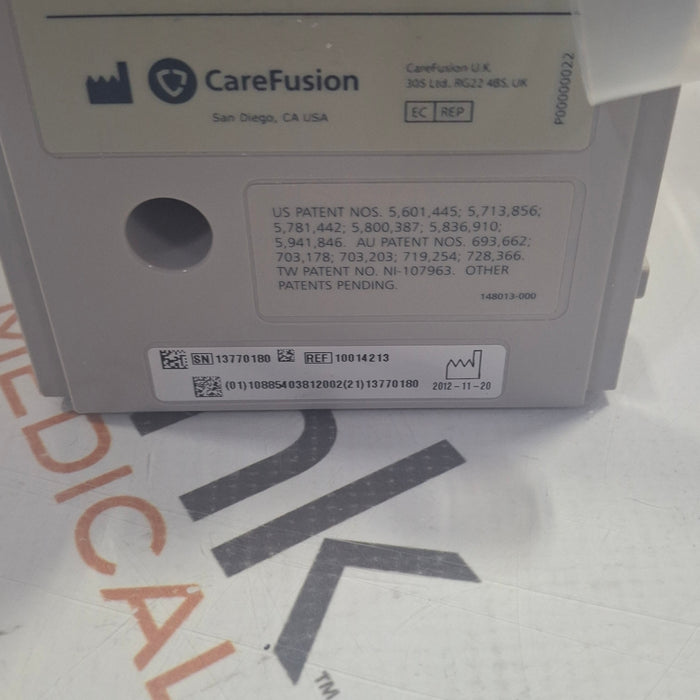 CareFusion
San Diego, CA USA
CareFusion U.K.
305 Ltd. RG22 4BS, UK
EC REP
P00000022
US PATENT NOS. 5,601,445; 5,713,856;
5,781,442; 5,800,387; 5,836,910;
5,941,846. AU PATENT NOS. 693,662;
703,178; 703,203; 719,254; 728,366.
TW PATENT NO. NI-107963. OTHER
PATENTS PENDING.
148013-000
SN 13770180 REF 10014213
(01)10885403812002(21)13770180
2012-11-20
nk
MEDICAL
TM